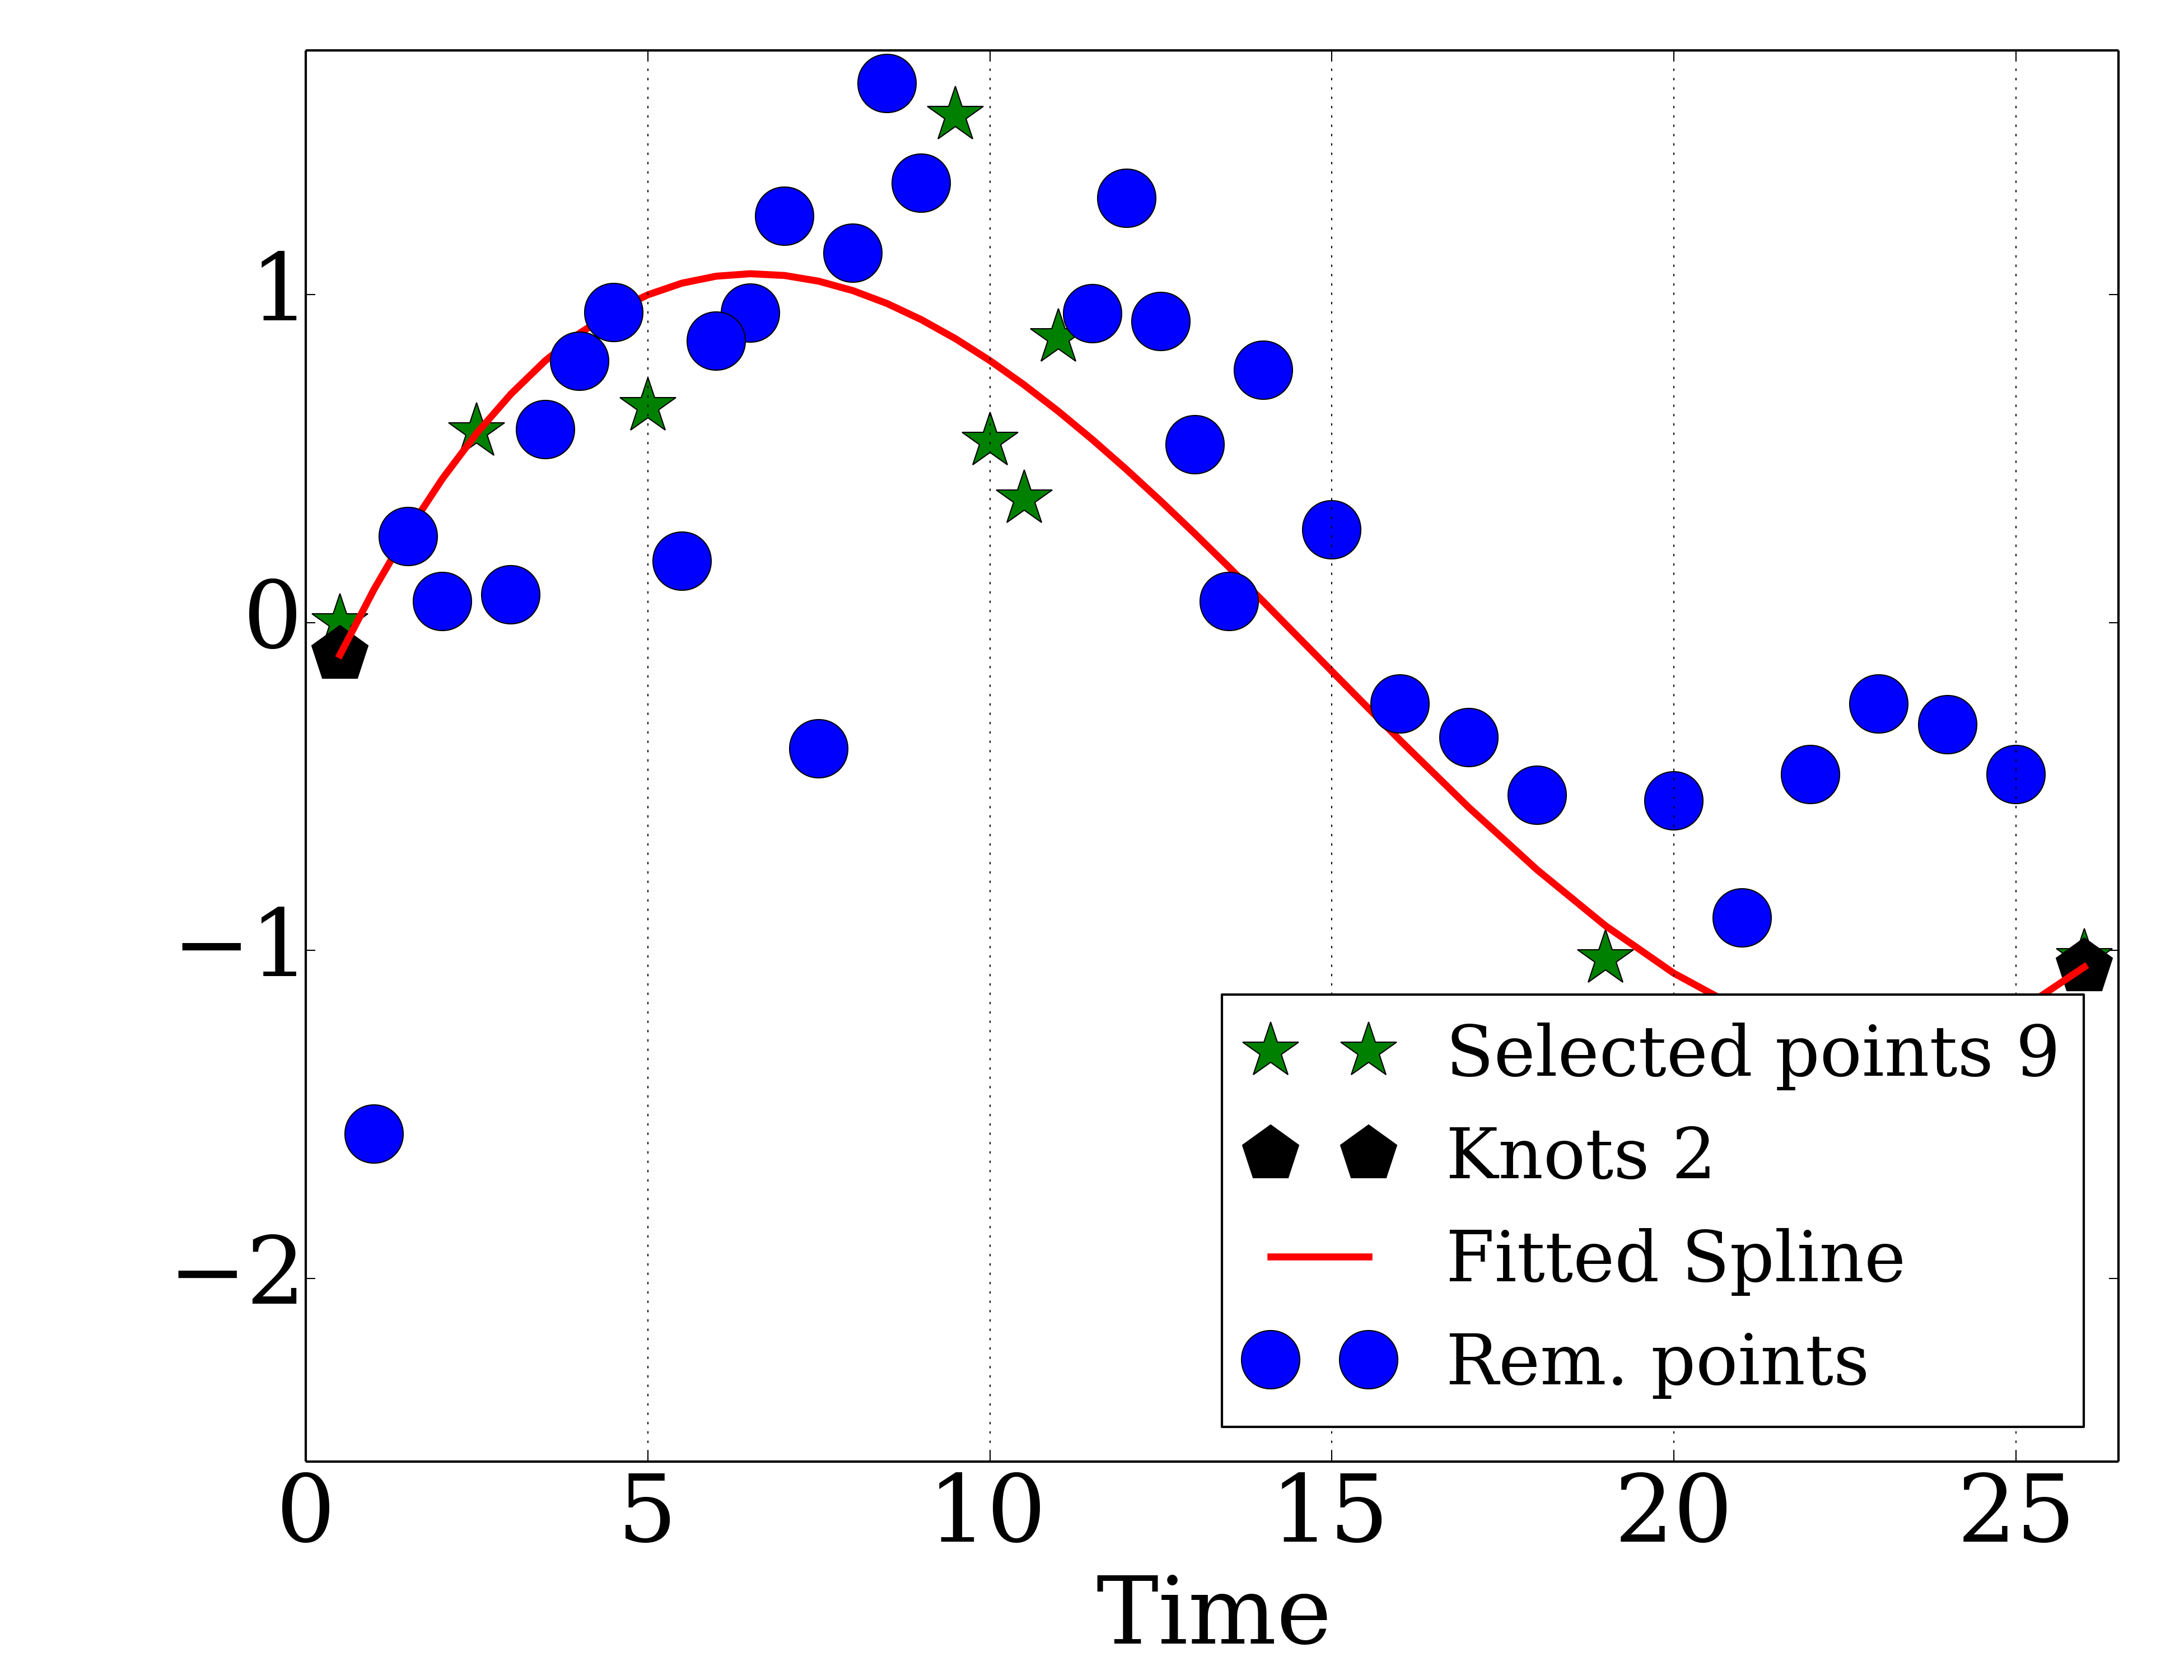 1
0
−1
−2
Selected points 9
Knots 2
Fitted Spline
Rem. points
0 5 10 15 20 25
Time